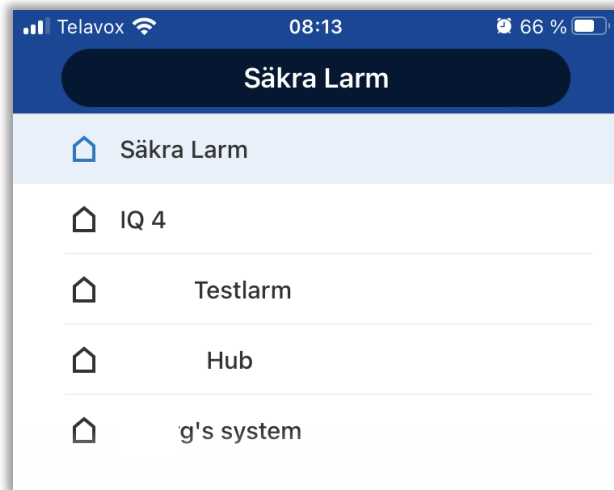 Telavox 08:13 66 %
Säkra Larm
Säkra Larm
IQ 4
Testlarm
Hub
system